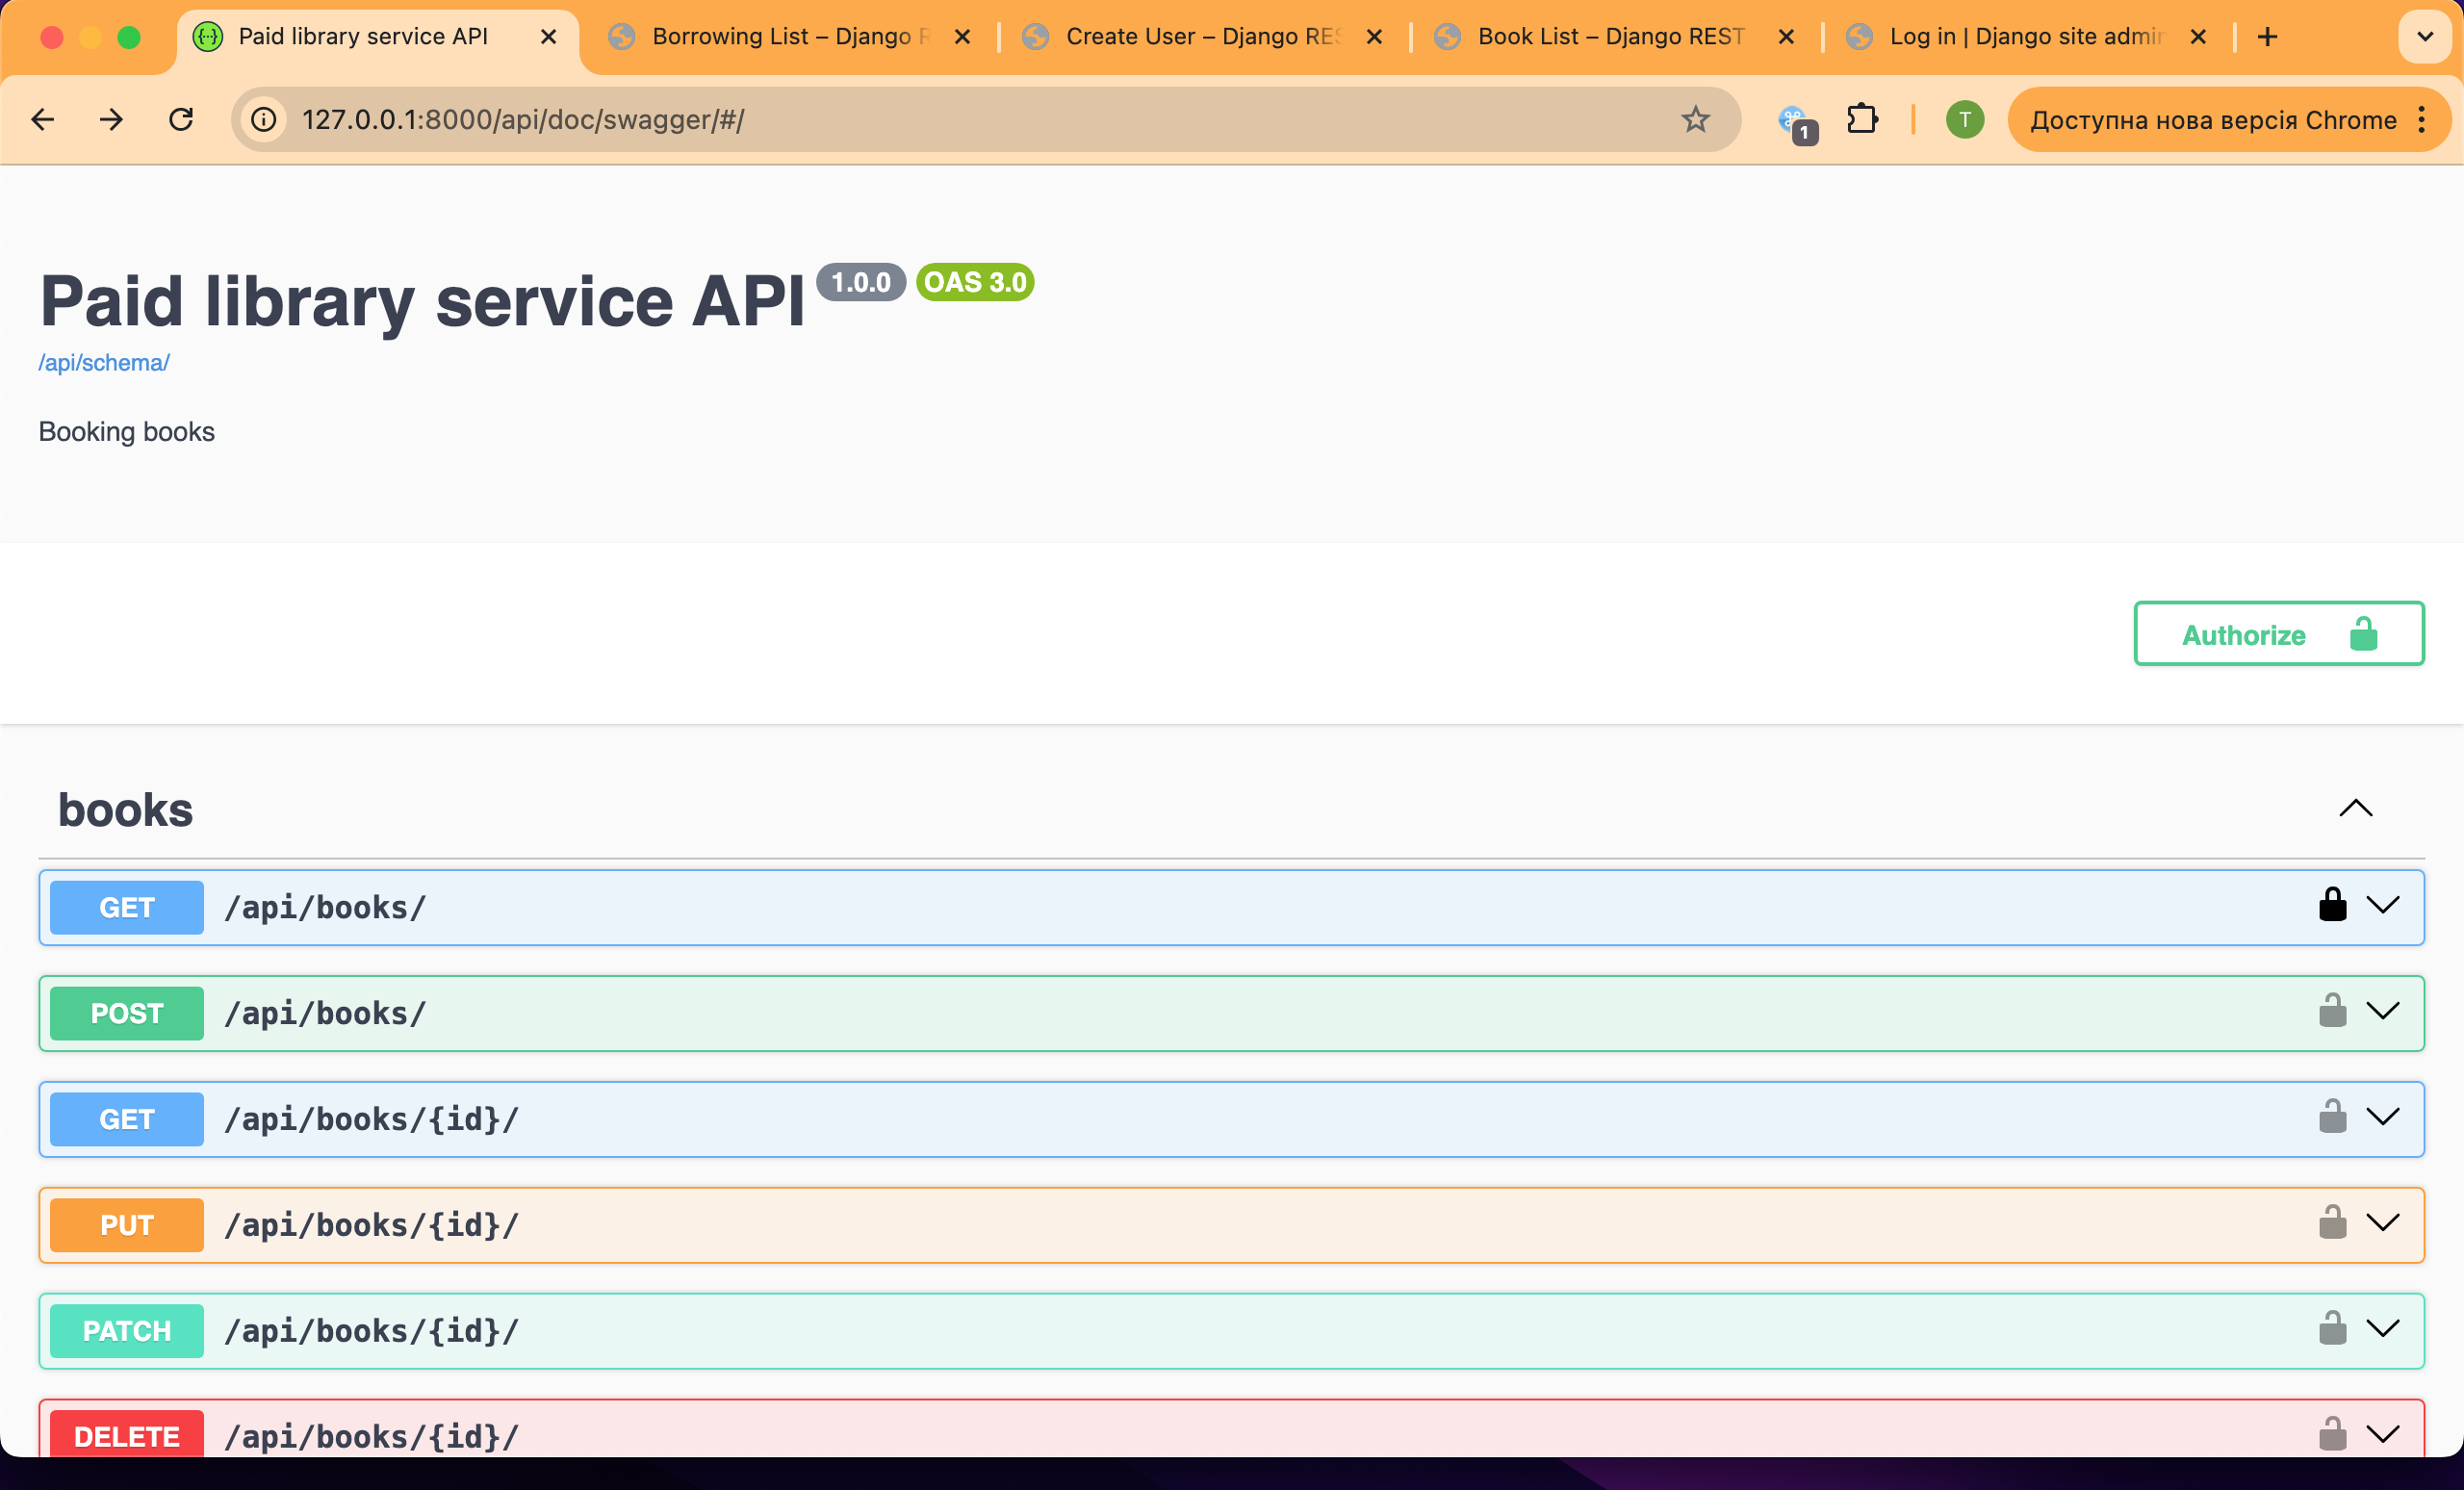 Paid library service API
Borrowing List – Django R
Create User – Django RES
Book List – Django REST
Log in | Django site admin
127.0.0.1:8000/api/doc/swagger/#/
1
T
Доступна нова версія Chrome
Paid library service API 1.0.0 OAS 3.0
/api/schema/
Booking books
Authorize
books
GET /api/books/
POST /api/books/
GET /api/books/{id}/
PUT /api/books/{id}/
PATCH /api/books/{id}/
DELETE /api/books/{id}/